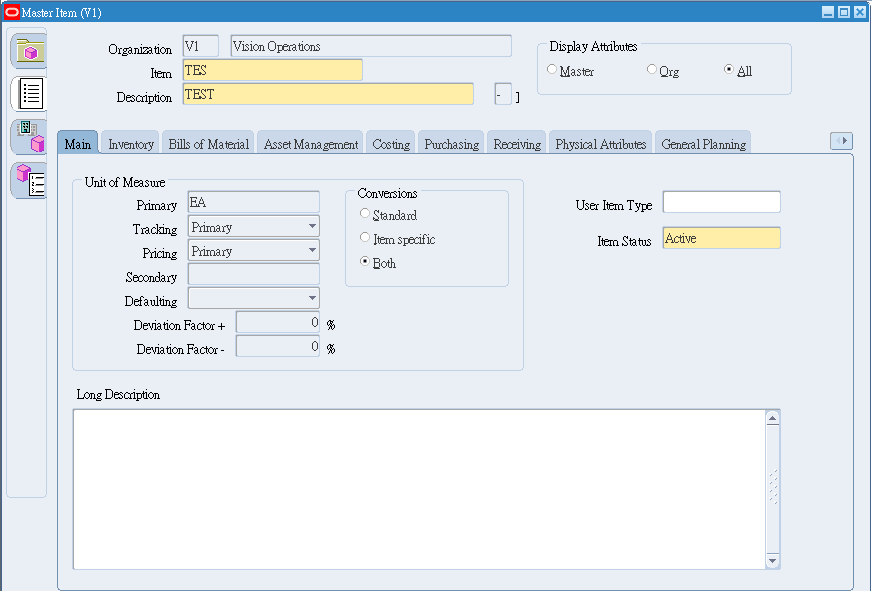 Master Item (V1)
Organization V1 Vision Operations
Item TES
Description TEST
- ]
Display Attributes
Master Org All
Main Inventory Bills of Material Asset Management Costing Purchasing Receiving Physical Attributes General Planning
Unit of Measure
Primary EA
Tracking Primary
Pricing Primary
Secondary
Defaulting
Deviation Factor + 0 %
Deviation Factor - 0 %
Conversions
Standard
Item specific
Both
User Item Type
Item Status Active
Long Description